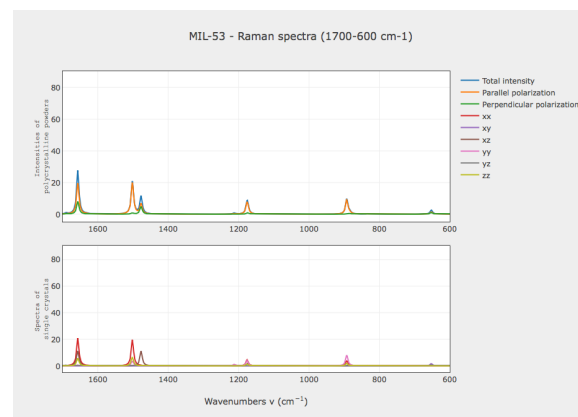 MIL-53 - Raman spectra (1700-600 cm-1)
80
60
40
20
0
Intensities of
polycrystalline powders
1600
1400
1200
1000
800
600
Total intensity
Parallel polarization
Perpendicular polarization
xx
xy
xz
yy
yz
zz
80
60
40
20
0
Spectra of
single crystals
1600
1400
1200
1000
800
600
Wavenumbers ν (cm⁻¹)